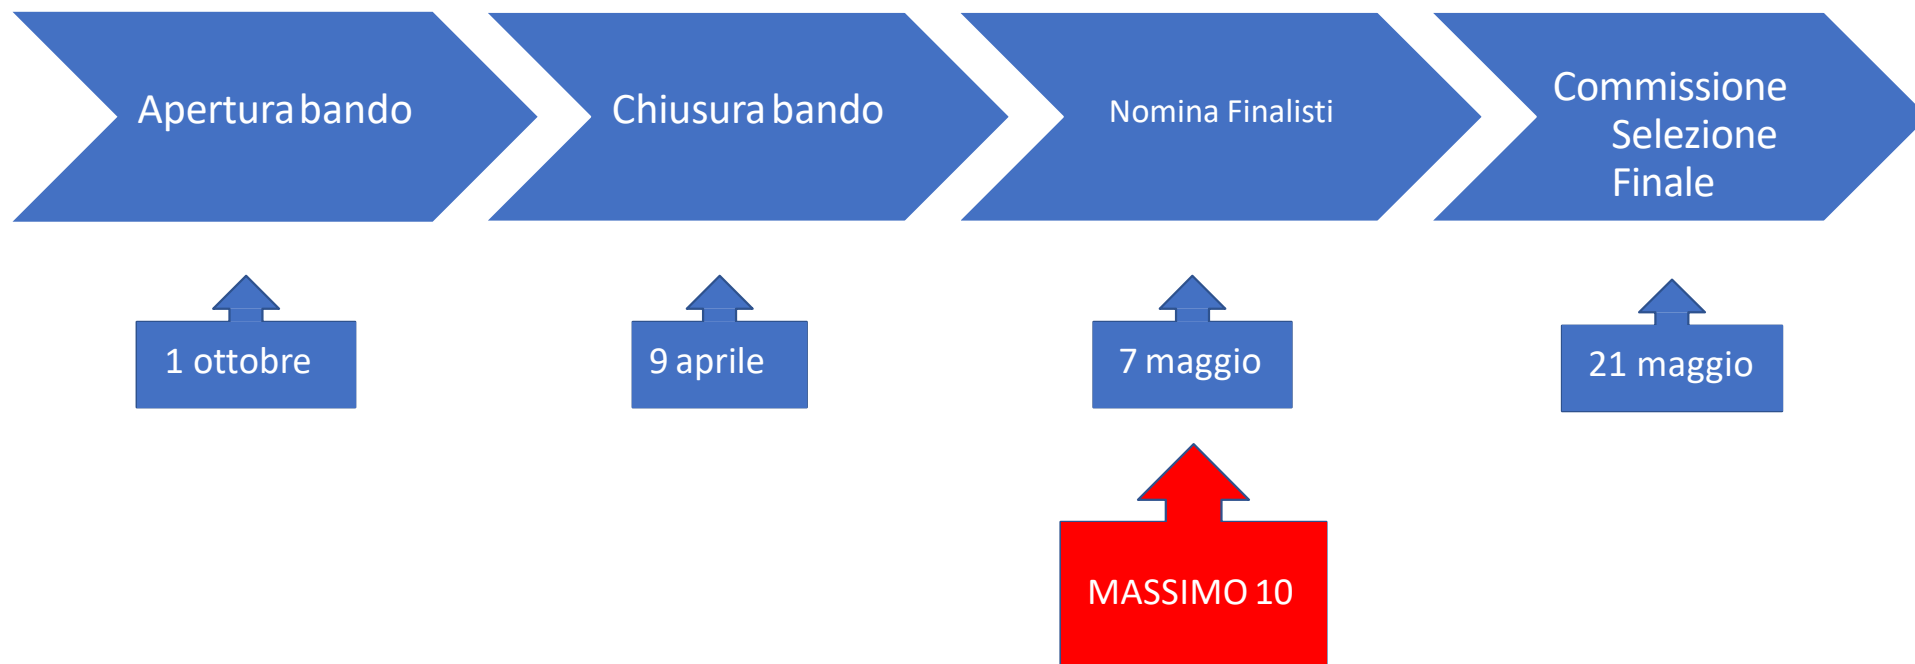 Apertura bando
Chiusura bando
Nomina Finalisti
Commissione
Selezione
Finale
1 ottobre
9 aprile
7 maggio
21 maggio
MASSIMO 10